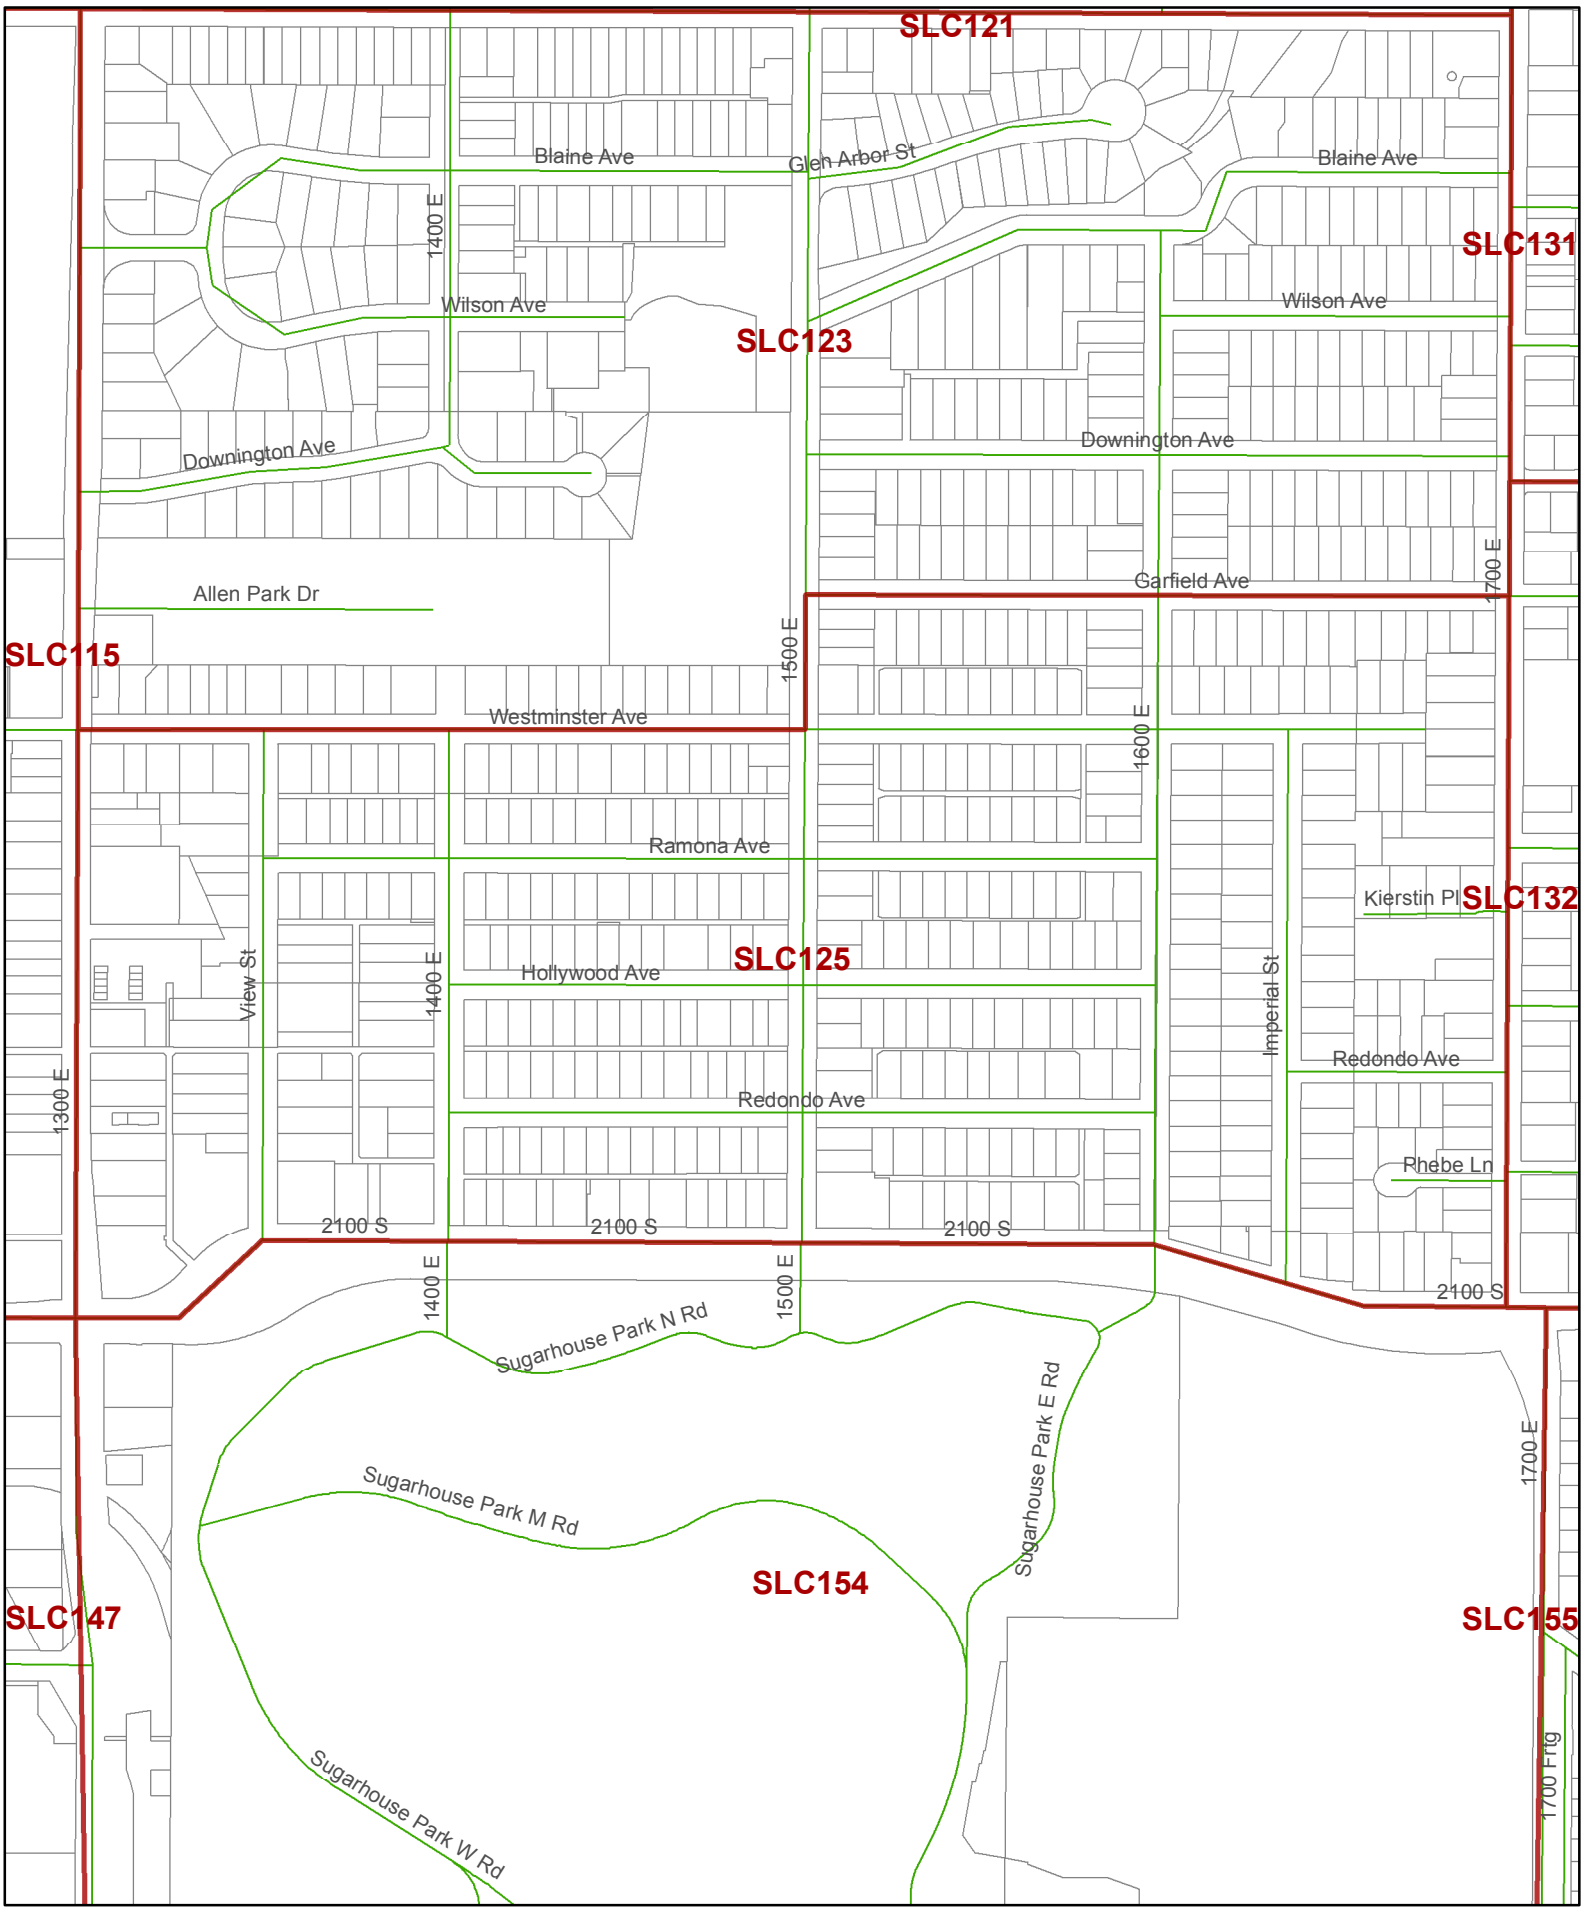 SLC121
Blaine Ave
Glen Arbor St
Blaine Ave
1400 E
SLC131
Wilson Ave
Wilson Ave
SLC123
Downington Ave
Downington Ave
1700 E
Garfield Ave
Allen Park Dr
1500 E
SLC115
Westminster Ave
1600 E
Ramona Ave
Kierstin Pl
SLC132
SLC125
Hollywood Ave
View St
1400 E
Imperial St
Redondo Ave
1300 E
Redondo Ave
Phebe Ln
2100 S
2100 S
2100 S
1400 E
1500 E
2100 S
Sugarhouse Park N Rd
Sugarhouse Park E Rd
1700 E
Sugarhouse Park M Rd
SLC154
SLC147
SLC155
1700 Frtg
Sugarhouse Park W Rd